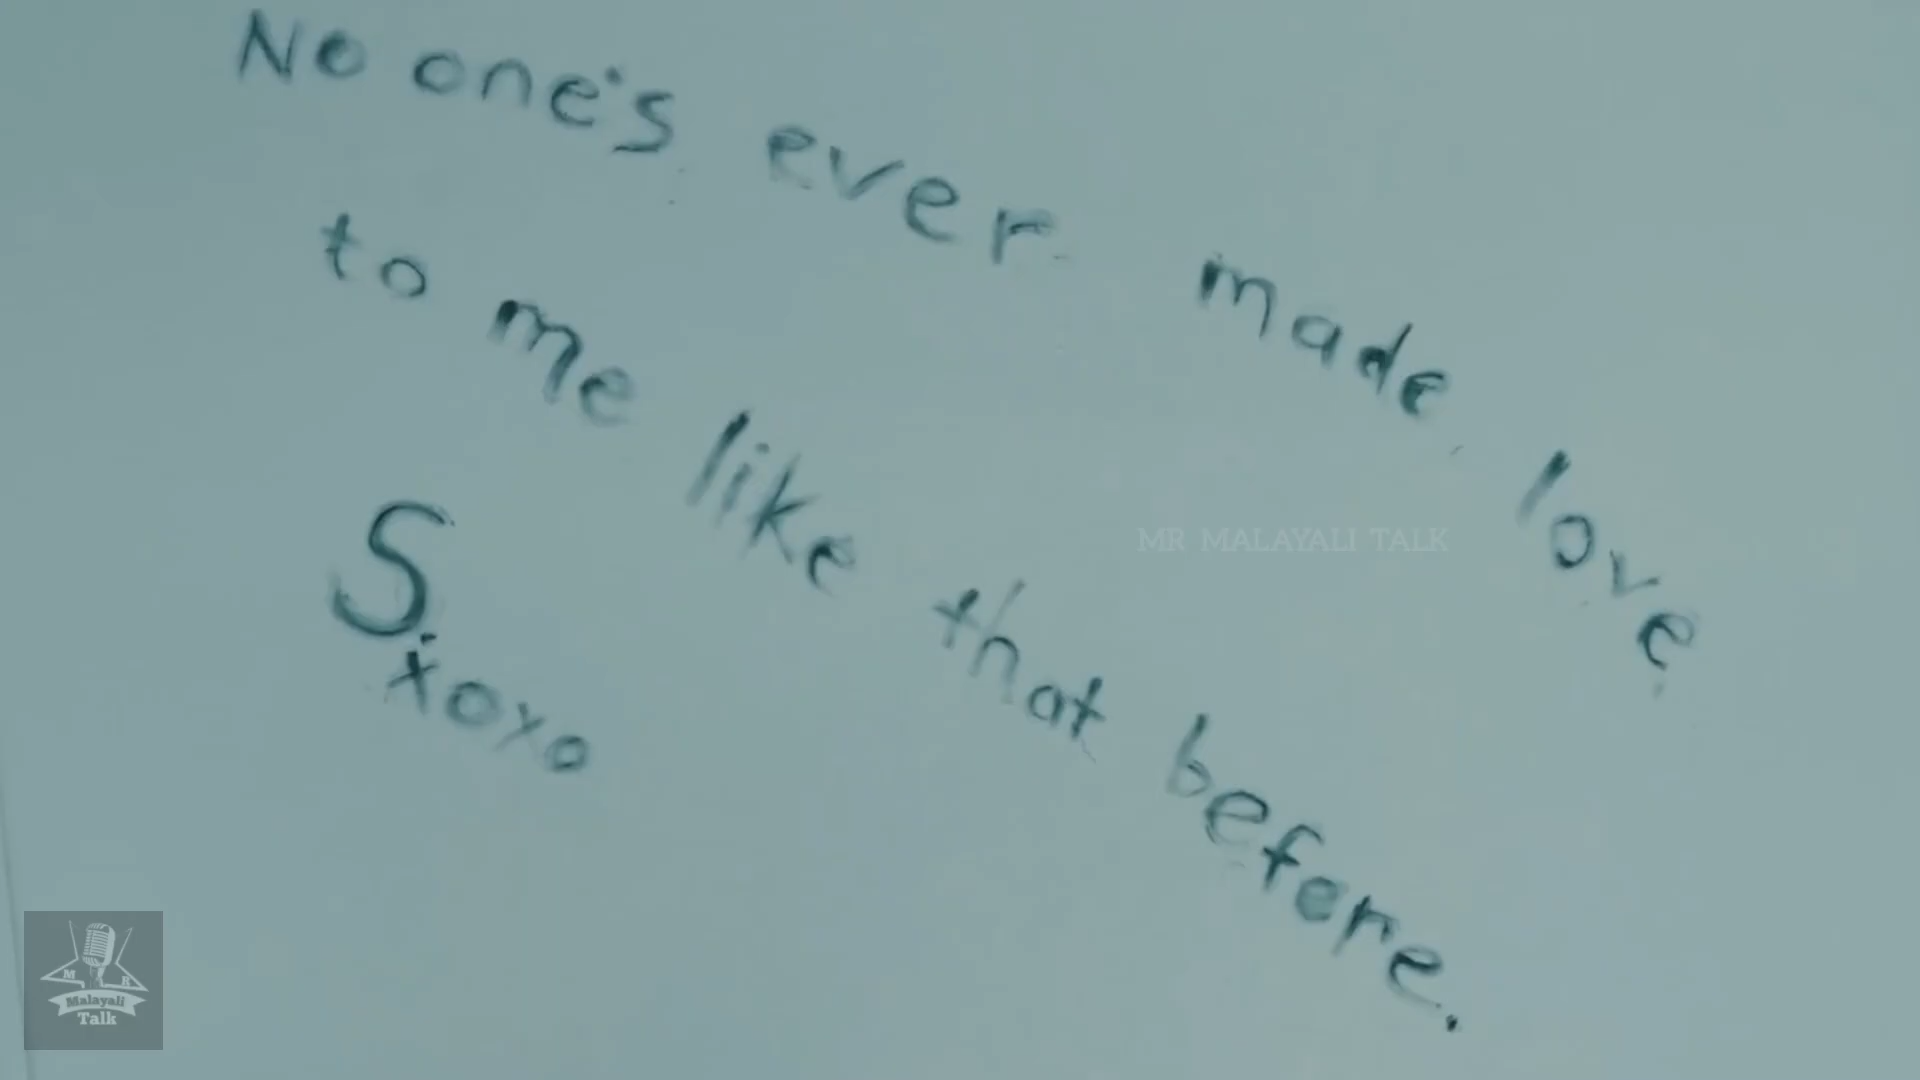 No one's ever made love
to me like that before.
S.
xoxo
MR MALAYALI TALK
M R
Malayali
Talk